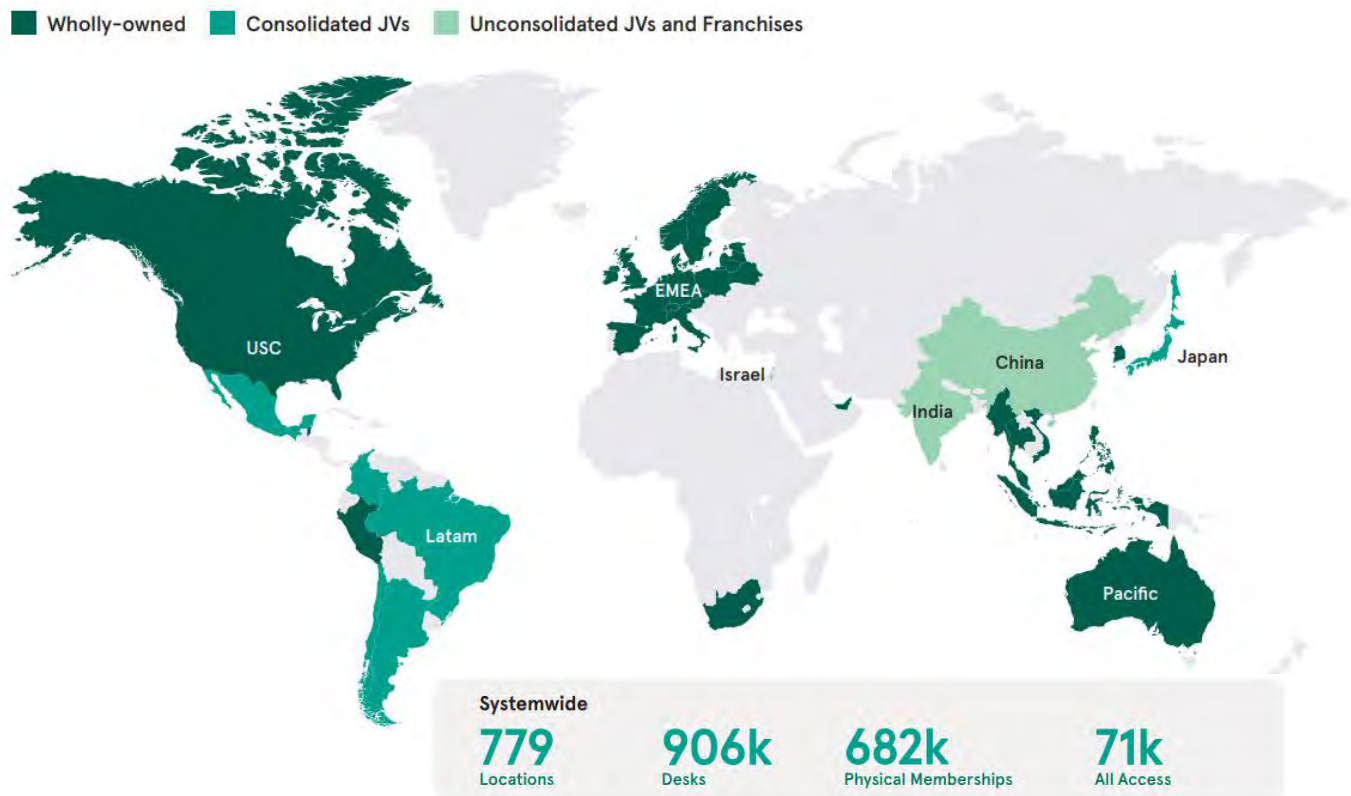 Wholly-owned Consolidated JVs Unconsolidated JVs and Franchises
EMEA
USC
Japan
China
Israel
India
Latam
Pacific
Systemwide
779 906k 682k 71k
Locations Desks Physical Memberships All Access